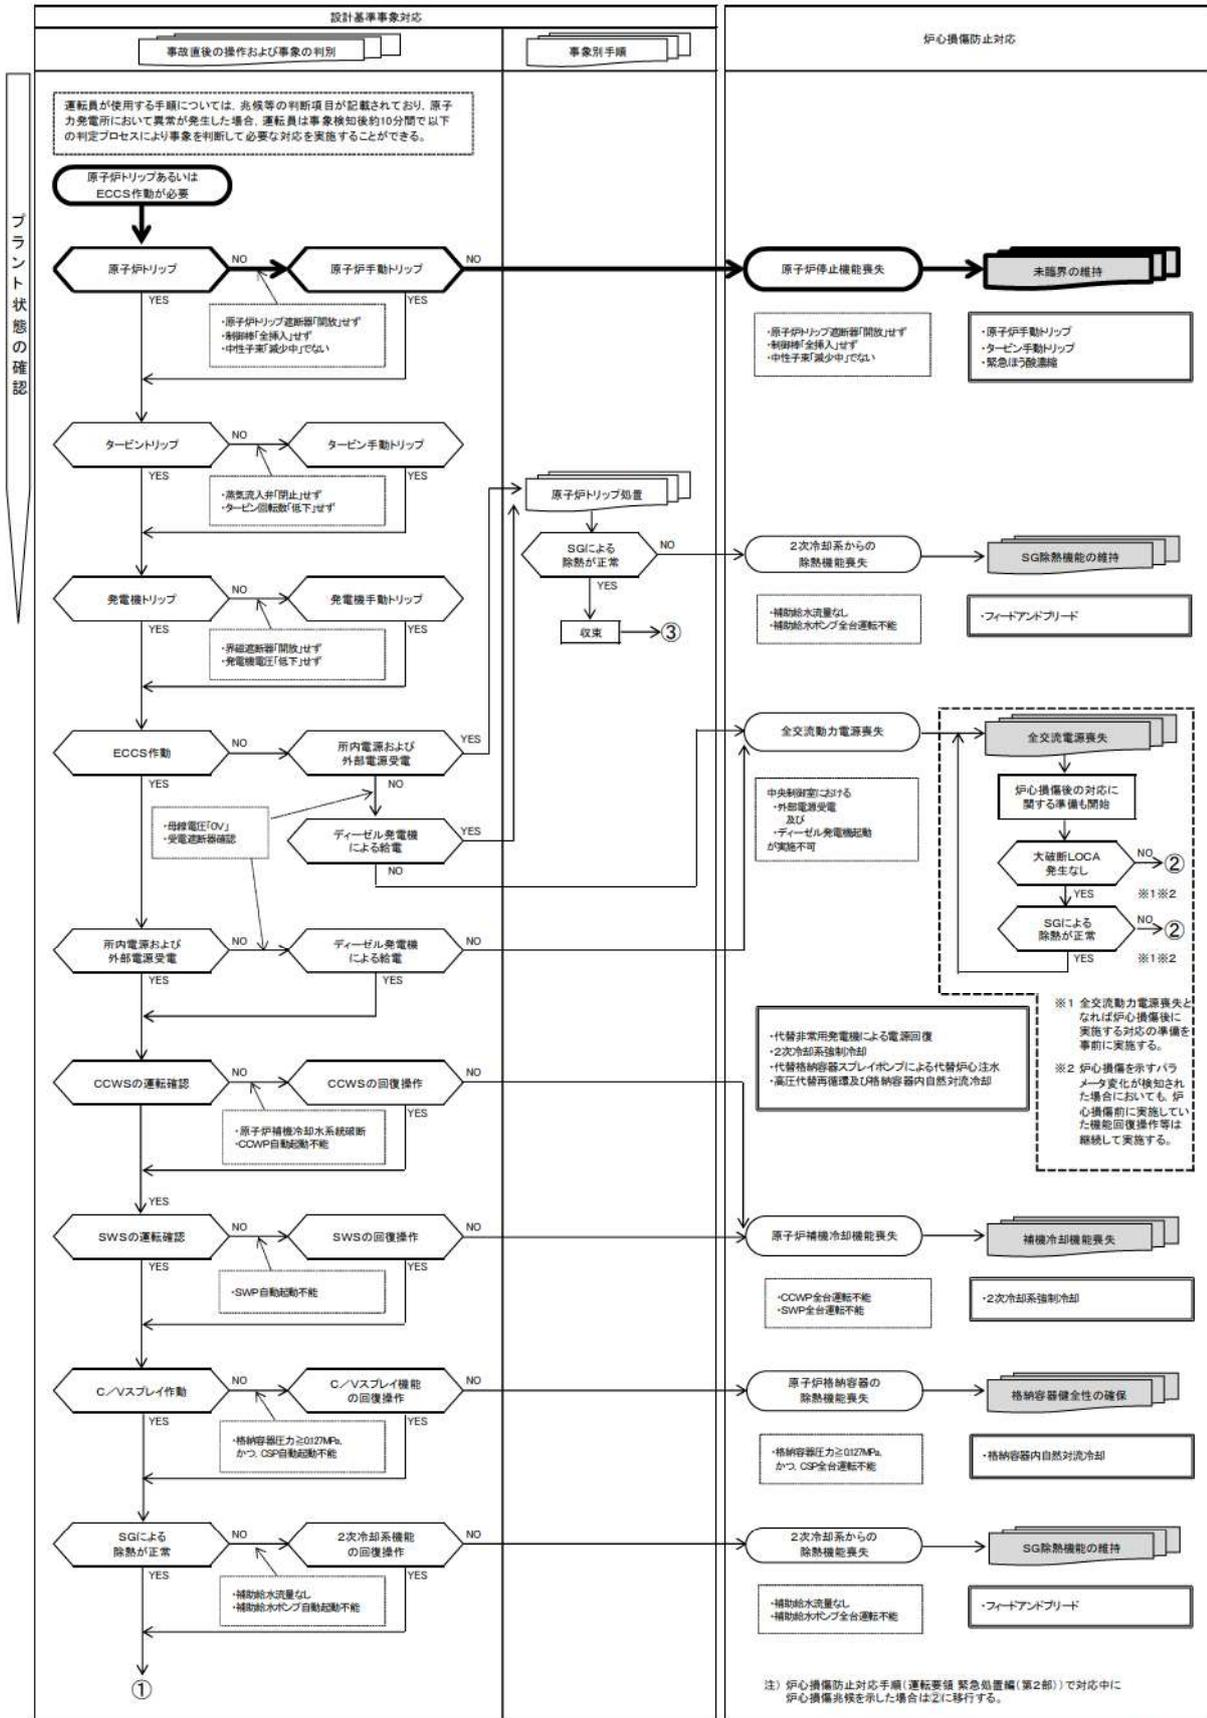 設計基準事象対応
事故直後の操作および事象の判別
事象別手順
炉心損傷防止対応
プラント状態の確認
運転員が使用する手順については、兆候等の判断項目が記載されており、原子
力発電所において異常が発生した場合、運転員は事象検知後約10分間で以下
の判定プロセスにより事象を判断して必要な対応を実施することができる。
原子炉トリップあるいは
ECCS作動が必要
原子炉トリップ
NO
原子炉手動トリップ
NO
原子炉停止機能喪失
未臨界の維持
YES
YES
・原子炉トリップ遮断器「開放」せず
・制御棒「全挿入」せず
・中性子束「減少中」でない
・原子炉トリップ遮断器「開放」せず
・制御棒「全挿入」せず
・中性子束「減少中」でない
・原子炉手動トリップ
・タービン手動トリップ
・緊急ほう酸濃縮
タービントリップ
NO
タービン手動トリップ
YES
YES
・蒸気流入弁「閉止」せず
・タービン回転数「低下」せず
原子炉トリップ処置
SGによる
除熱が正常
NO
2次冷却系からの
除熱機能喪失
SG除熱機能の維持
YES
収束
③
・補助給水流量なし
・補助給水ポンプ全台運転不能
・フィードアンドブリード
発電機トリップ
NO
発電機手動トリップ
YES
YES
・界磁遮断器「開放」せず
・発電機電圧「低下」せず
ECCS作動
NO
所内電源および
外部電源受電
YES
YES
NO
全交流動力電源喪失
全交流電源喪失
・母線電圧「0V」
・受電遮断器確認
ディーゼル発電機
による給電
YES
NO
中央制御室における
・外部電源受電
及び
・ディーゼル発電機起動
が実施不可
炉心損傷後の対応に
関する準備も開始
大破断LOCA
発生なし
NO
②
YES
※1※2
SGによる
除熱が正常
NO
②
YES
※1※2
所内電源および
外部電源受電
NO
ディーゼル発電機
による給電
NO
YES
YES
※1 全交流動力電源喪失と
なれば炉心損傷後に
実施する対応の準備を
事前に実施する。
※2 炉心損傷を示すパラ
メータ変化が検知され
た場合においても、炉
心損傷前に実施してい
た機能回復操作等は
継続して実施する。
・代替非常用発電機による電源回復
・2次冷却系強制冷却
・代替格納容器スプレイポンプによる代替炉心注水
・高圧代替再循環及び格納容器内自然対流冷却
CCWSの運転確認
NO
CCWSの回復操作
NO
YES
・原子炉補機冷却水系統破断
・CCWP自動起動不能
YES
SWSの運転確認
NO
SWSの回復操作
NO
原子炉補機冷却機能喪失
補機冷却機能喪失
YES
YES
・SWP自動起動不能
・CCWP全台運転不能
・SWP全台運転不能
・2次冷却系強制冷却
C/Vスプレイ作動
NO
C/Vスプレイ機能
の回復操作
NO
原子炉格納容器の
除熱機能喪失
格納容器健全性の確保
YES
YES
・格納容器圧力≧0.127MPa、
かつ、CSP自動起動不能
・格納容器圧力≧0.127MPa、
かつ、CSP全台運転不能
・格納容器内自然対流冷却
SGによる
除熱が正常
NO
2次冷却系機能
の回復操作
NO
2次冷却系からの
除熱機能喪失
SG除熱機能の維持
YES
YES
・補助給水流量なし
・補助給水ポンプ自動起動不能
・補助給水流量なし
・補助給水ポンプ全台運転不能
・フィードアンドブリード
①
注) 炉心損傷防止対応手順(運転要領 緊急処置編(第2部))で対応中に
炉心損傷兆候を示した場合は②に移行する。